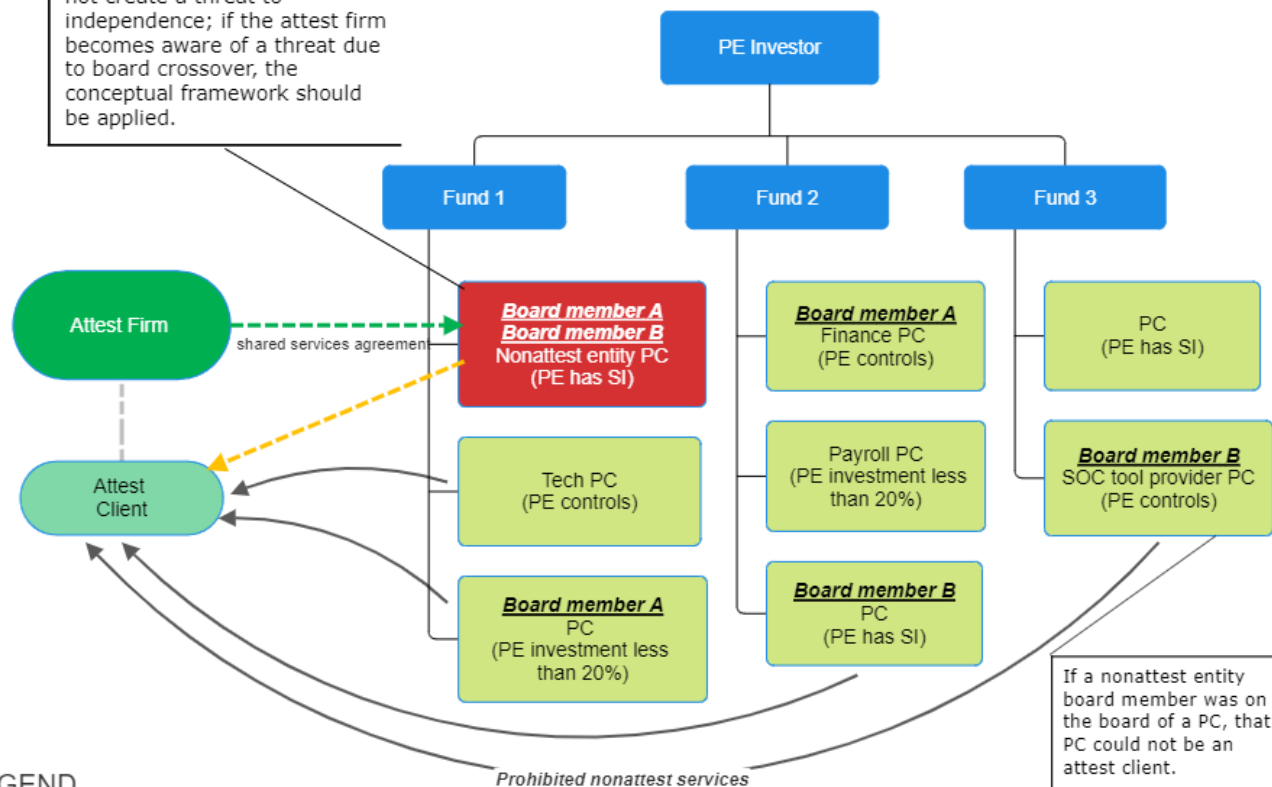 not create a threat to
independence; if the attest firm
becomes aware of a threat due
to board crossover, the
conceptual framework should
be applied.
PE Investor
Fund 1
Fund 2
Fund 3
Attest Firm
shared services agreement
Board member A
Board member B
Nonattest entity PC
(PE has SI)
Board member A
Finance PC
(PE controls)
PC
(PE has SI)
Attest
Client
Tech PC
(PE controls)
Payroll PC
(PE investment less
than 20%)
Board member B
SOC tool provider PC
(PE controls)
Board member A
PC
(PE investment less
than 20%)
Board member B
PC
(PE has SI)
If a nonattest entity
board member was on
the board of a PC, that
PC could not be an
attest client.
Prohibited nonattest services
GEND